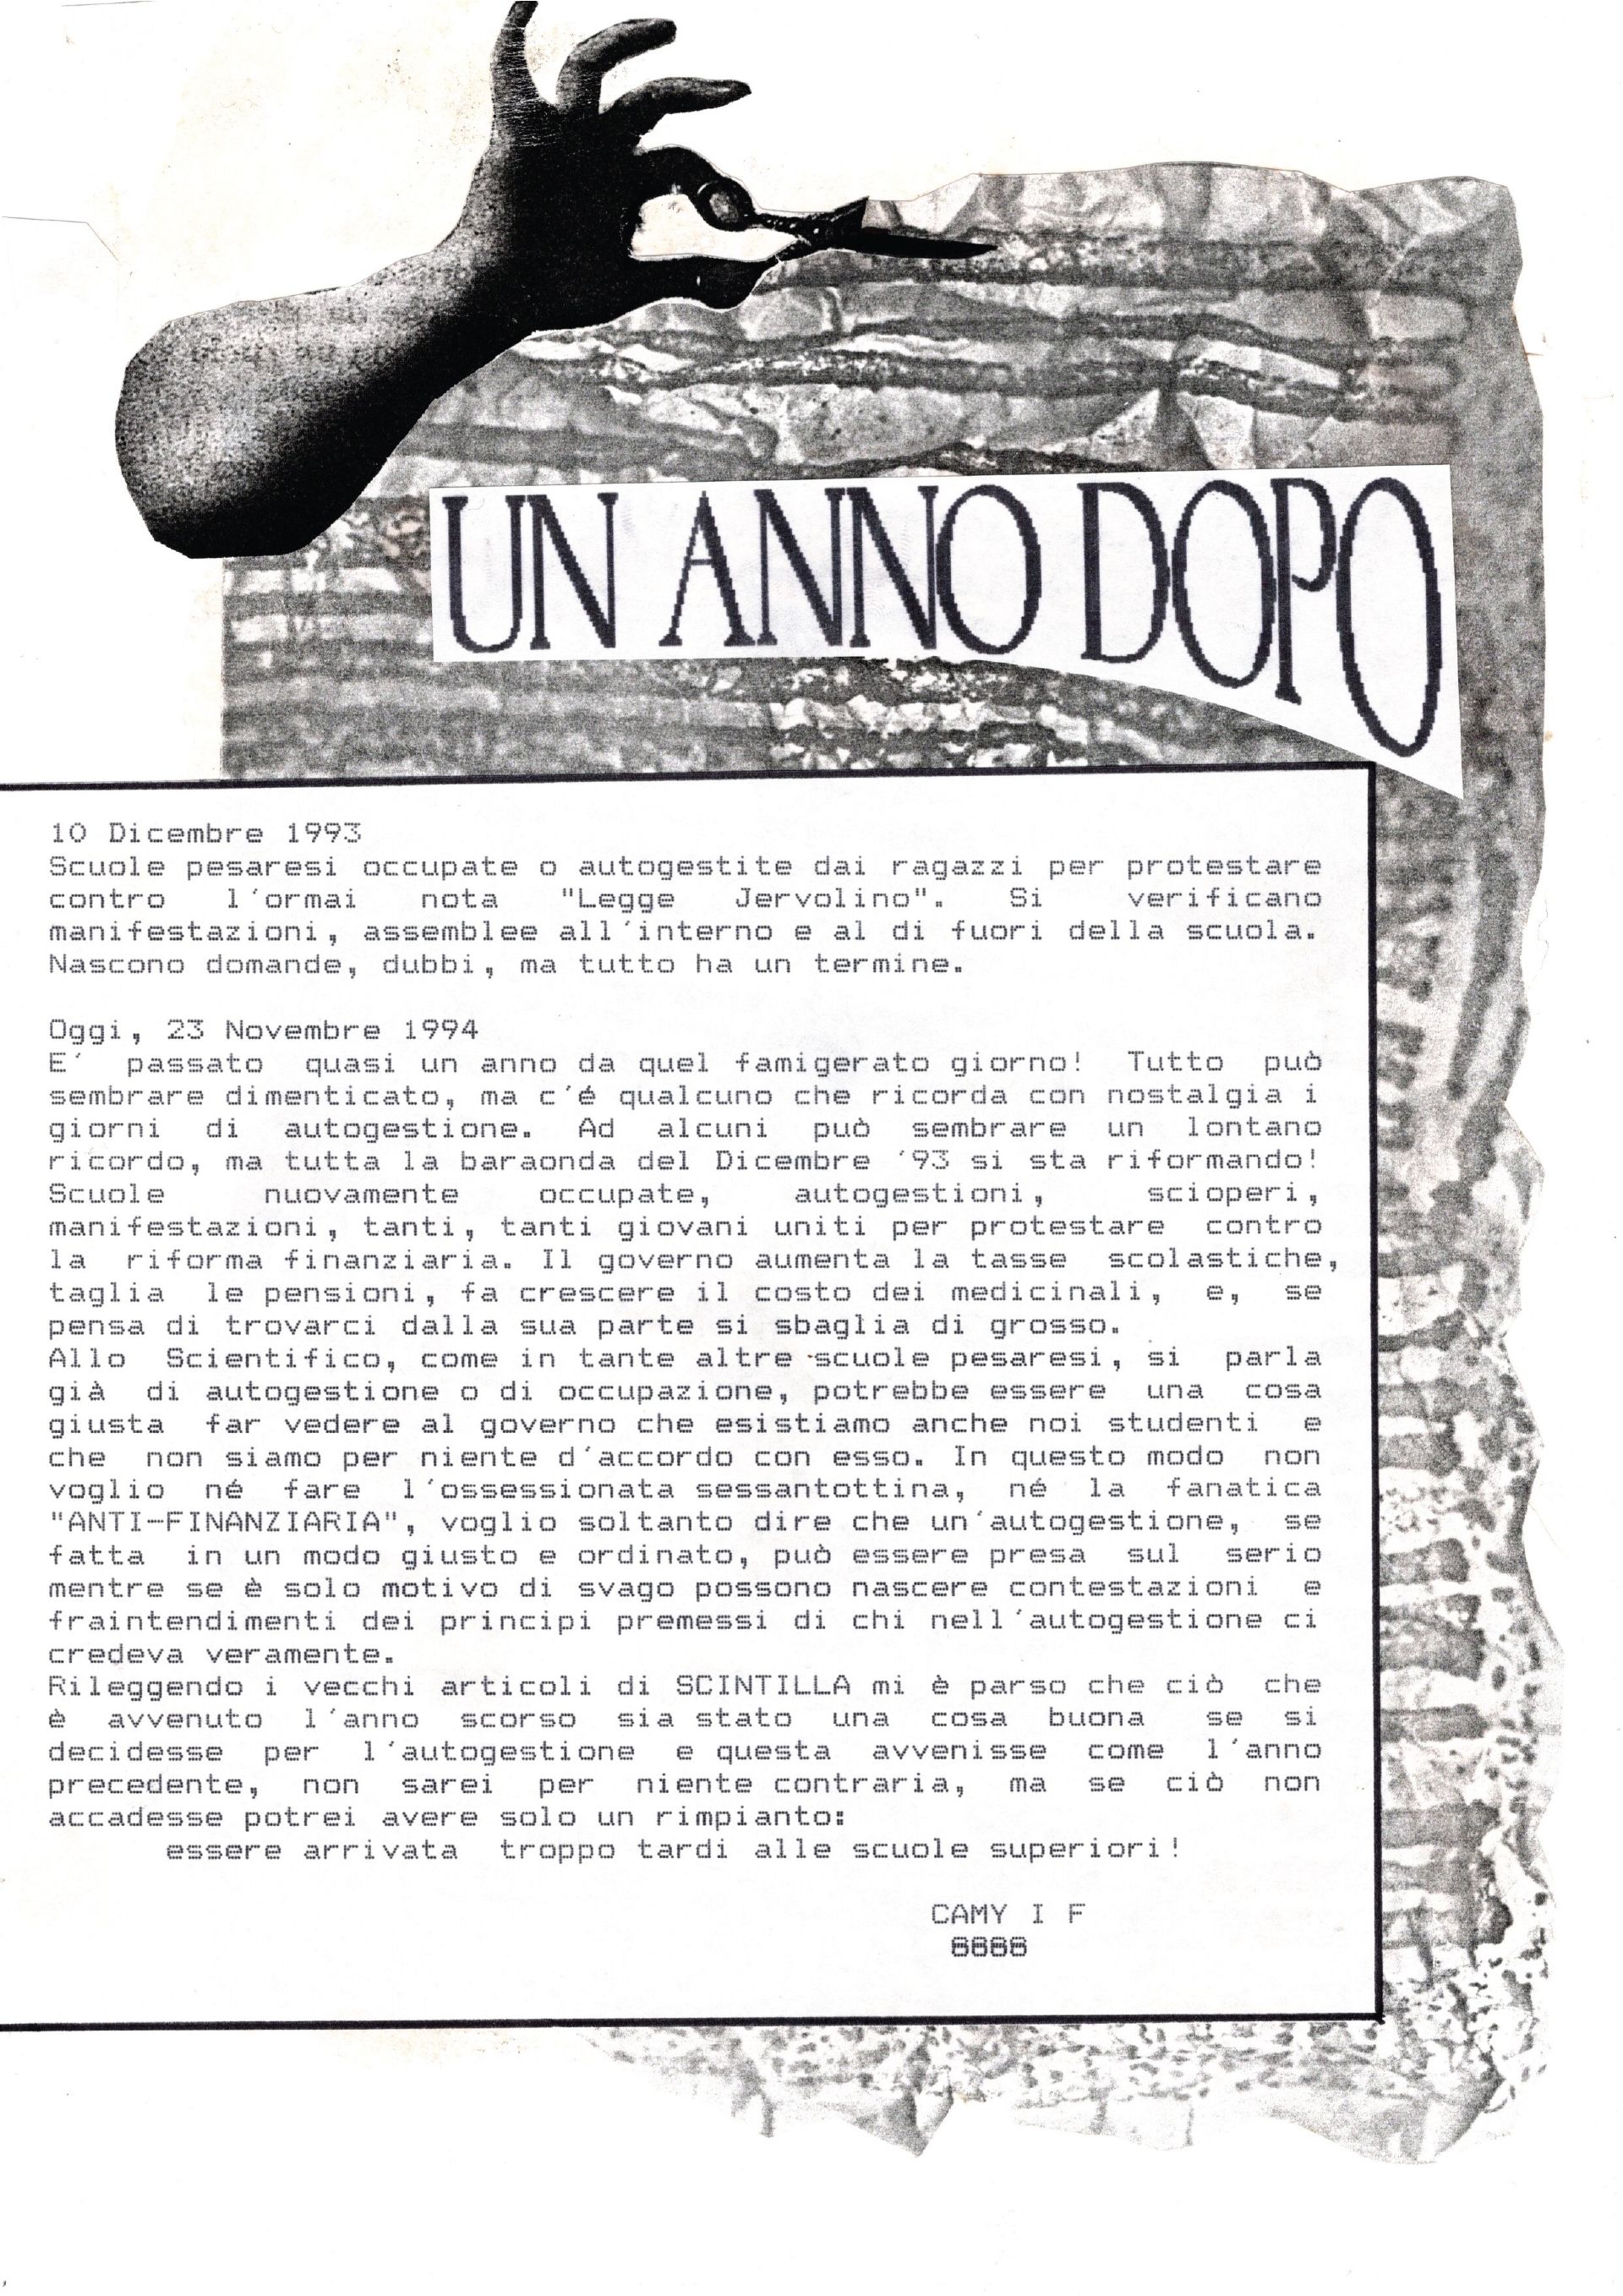 UN ANNO DOPO
10 Dicembre 1993
Scuole pesaresi occupate o autogestite dai ragazzi per protestare
contro l'ormai nota "Legge Jervolino". Si verificano
manifestazioni, assemblee all'interno e al di fuori della scuola.
Nascono domande, dubbi, ma tutto ha un termine.
Oggi, 23 Novembre 1994
E' passato quasi un anno da quel famigerato giorno! Tutto può
sembrare dimenticato, ma c'é qualcuno che ricorda con nostalgia i
giorni di autogestione. Ad alcuni può sembrare un lontano
ricordo, ma tutta la baraonda del Dicembre '93 si sta riformando!
Scuole nuovamente occupate, autogestioni, scioperi,
manifestazioni, tanti, tanti giovani uniti per protestare contro
la riforma finanziaria. Il governo aumenta la tasse scolastiche,
taglia le pensioni, fa crescere il costo dei medicinali, e, se
pensa di trovarci dalla sua parte si sbaglia di grosso.
Allo Scientifico, come in tante altre scuole pesaresi, si parla
già di autogestione o di occupazione, potrebbe essere una cosa
giusta far vedere al governo che esistiamo anche noi studenti e
che non siamo per niente d'accordo con esso. In questo modo non
voglio né fare l'ossessionata sessantottina, né la fanatica
"ANTI-FINANZIARIA", voglio soltanto dire che un'autogestione, se
fatta in un modo giusto e ordinato, può essere presa sul serio
mentre se è solo motivo di svago possono nascere contestazioni e
fraintendimenti dei principi premessi di chi nell'autogestione ci
credeva veramente.
Rileggendo i vecchi articoli di SCINTILLA mi è parso che ciò che
è avvenuto l'anno scorso sia stato una cosa buona se si
decidesse per l'autogestione e questa avvenisse come l'anno
precedente, non sarei per niente contraria, ma se ciò non
accadesse potrei avere solo un rimpianto:
essere arrivata troppo tardi alle scuole superiori!
CAMY I F